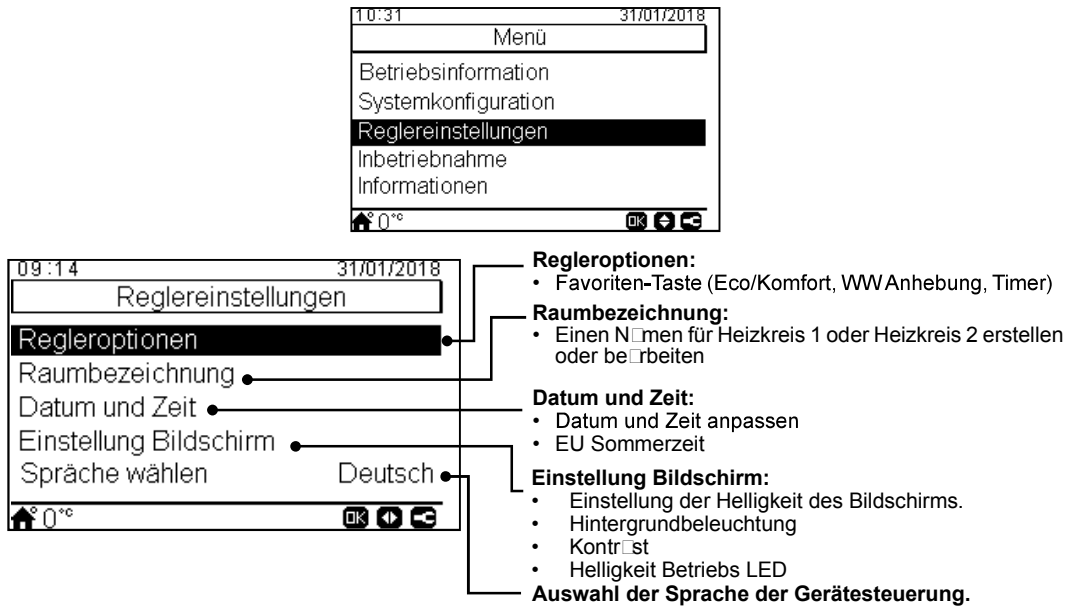 10:31 31/01/2018
Menü
Betriebsinformation
Systemkonfiguration
Reglereinstellungen
Inbetriebnahme
Informationen
0°c OK
09:14 31/01/2018
Reglereinstellungen
Regleroptionen
Raumbezeichnung
Datum und Zeit
Einstellung Bildschirm
Spräche wählen Deutsch
0°c OK
Regleroptionen:
• Favoriten-Taste (Eco/Komfort, WW Anhebung, Timer)
Raumbezeichnung:
• Einen N□men für Heizkreis 1 oder Heizkreis 2 erstellen
oder be□rbeiten
Datum und Zeit:
• Datum und Zeit anpassen
• EU Sommerzeit
Einstellung Bildschirm:
• Einstellung der Helligkeit des Bildschirms.
• Hintergrundbeleuchtung
• Kontr□st
• Helligkeit Betriebs LED
Auswahl der Sprache der Gerätesteuerung.